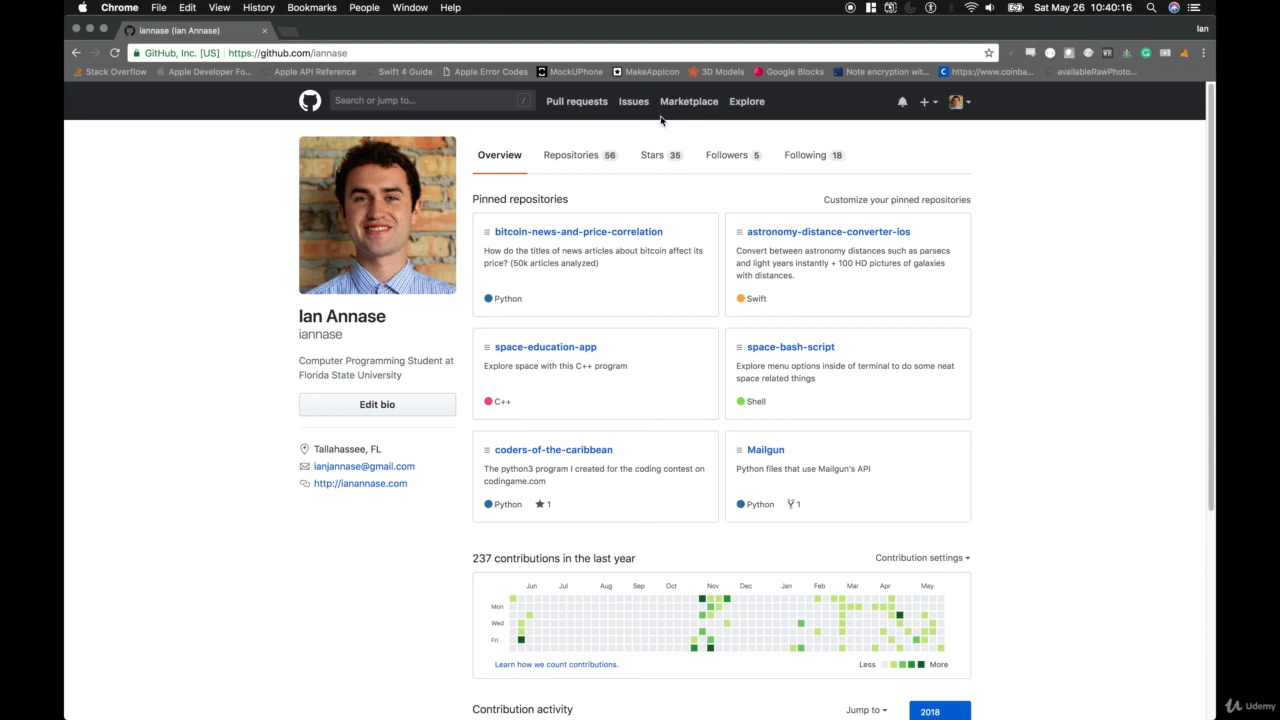 Chrome File Edit View History Bookmarks People Window Help Sat May 26 10:40:16
iannase (Ian Annase) × Ian
GitHub, Inc. [US] https://github.com/iannase
Stack Overflow Apple Developer Fo... Apple API Reference Swift 4 Guide Apple Error Codes MockUPhone MakeAppIcon 3D Models Google Blocks Note encryption wit... https://www.coinba... availableRawPhoto...
Search or jump to... / Pull requests Issues Marketplace Explore
Overview Repositories 56 Stars 35 Followers 5 Following 18
Pinned repositories Customize your pinned repositories
bitcoin-news-and-price-correlation
How do the titles of news articles about bitcoin affect its
price? (50k articles analyzed)
Python
astronomy-distance-converter-ios
Convert between astronomy distances such as parsecs
and light years instantly + 100 HD pictures of galaxies
with distances.
Swift
Ian Annase
iannase
Computer Programming Student at
Florida State University
Edit bio
Tallahassee, FL
ianjannase@gmail.com
http://ianannase.com
space-education-app
Explore space with this C++ program
C++
space-bash-script
Explore menu options inside of terminal to do some neat
space related things
Shell
coders-of-the-caribbean
The python3 program I created for the coding contest on
codingame.com
Python 1
Mailgun
Python files that use Mailgun's API
Python 1
237 contributions in the last year Contribution settings
Jun Jul Aug Sep Oct Nov Dec Jan Feb Mar Apr May
Mon
Wed
Fri
Learn how we count contributions. Less More
Contribution activity Jump to 2018
Udemy